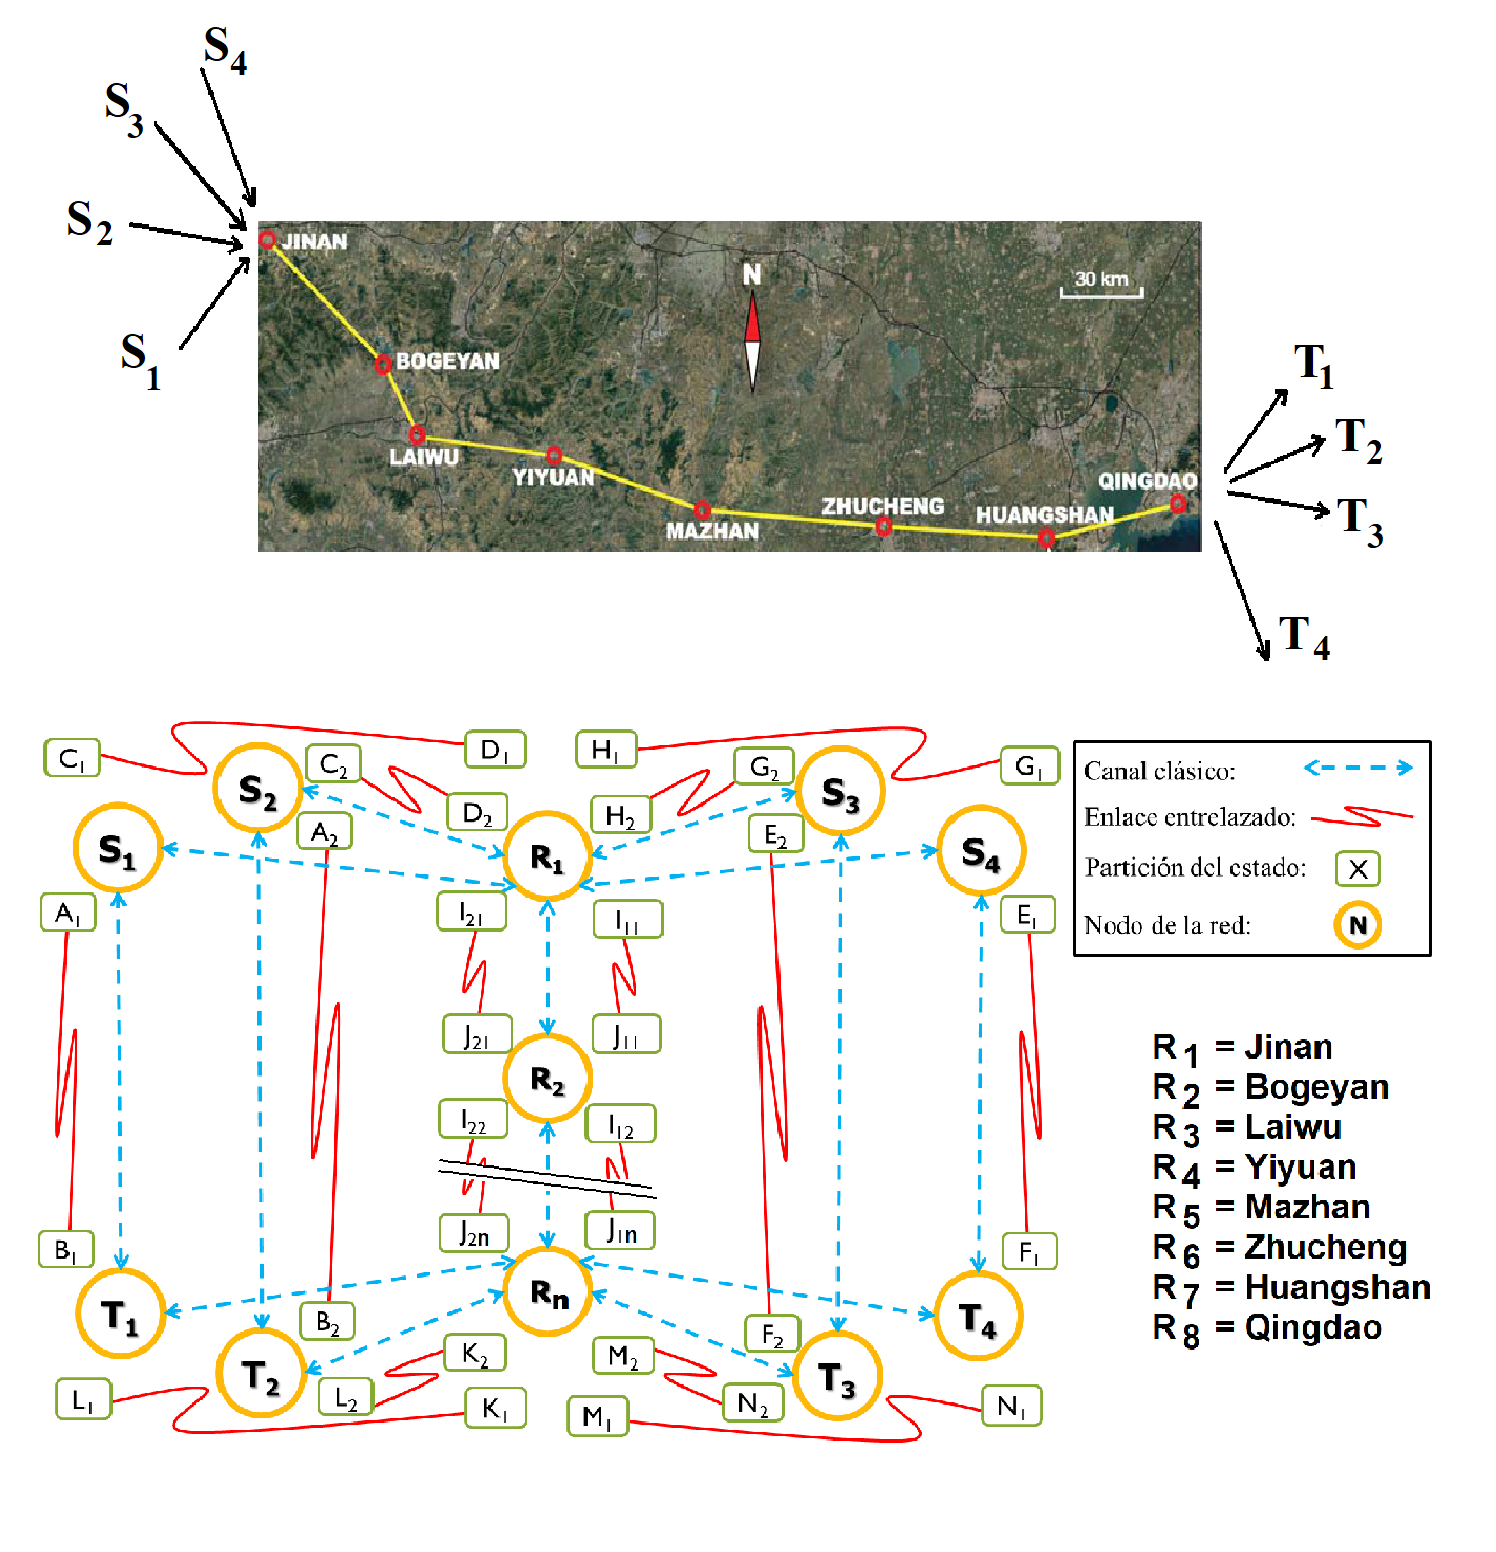 S4
S3
S2
S1
JINAN
N
30 km
BOGEYAN
LAIWU
YIYUAN
MAZHAN
ZHUCHENG
HUANGSHAN
QINGDAO
T1
T2
T3
T4
C1
S2
C2
D1
D2
H1
H2
G2
G1
S3
S1
A2
R1
E2
S4
A1
I21
I11
E1
J21
J11
R2
I22
I12
J2n
J1n
B1
F1
Rn
T1
B2
F2
T4
T2
K2
M2
T3
L1
L2
K1
M1
N2
N1
Canal clásico:
Enlace entrelazado:
Partición del estado: X
Nodo de la red: N
R1 = Jinan
R2 = Bogeyan
R3 = Laiwu
R4 = Yiyuan
R5 = Mazhan
R6 = Zhucheng
R7 = Huangshan
R8 = Qingdao